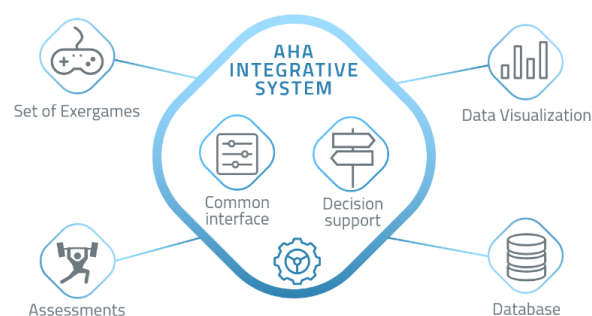 AHA
INTEGRATIVE
SYSTEM
Set of Exergames
Data Visualization
Common
interface
Decision
support
Assessments
Database